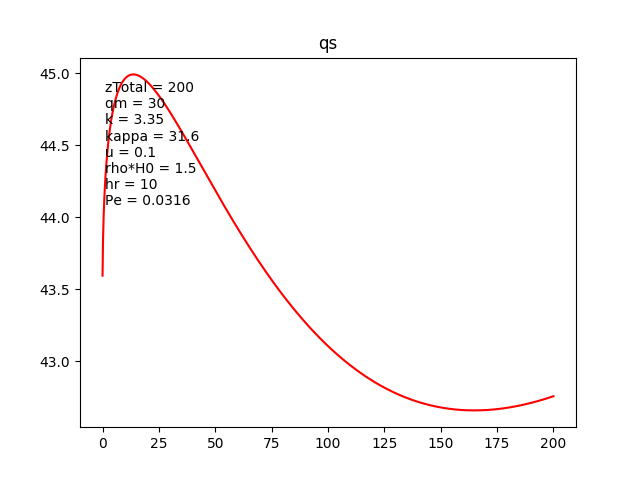 qs
45.0
44.5
44.0
43.5
43.0
zTotal = 200
qm = 30
k = 3.35
kappa = 31.6
u = 0.1
rho*H0 = 1.5
hr = 10
Pe = 0.0316
0 25 50 75 100 125 150 175 200